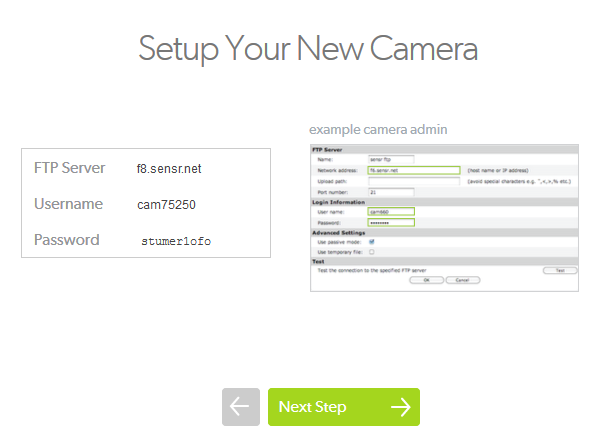 Setup Your New Camera
example camera admin
FTP Server f8.sensr.net
Username cam75250
Password stumer1ofo
FTP Server
Name: sensr ftp
Network address: f6.sensr.net (host name or IP address)
Upload path: (avoid special characters e.g. ",<,>,% etc.)
Port number: 21
Login Information
User name: cam660
Password: ••••••••
Advanced Settings
Use passive mode:
Use temporary file:
Test
Test the connection to the specified FTP server Test
OK Cancel
Next Step